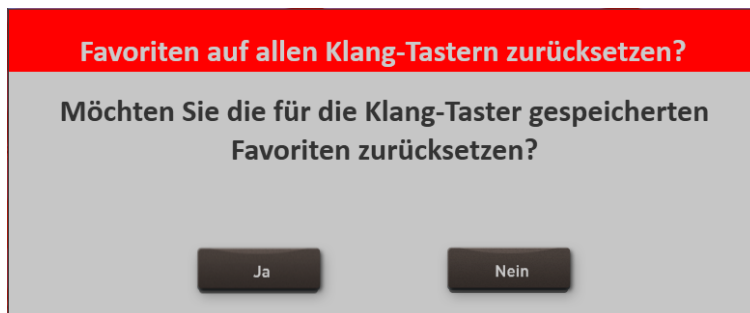 Favoriten auf allen Klang-Tastern zurücksetzen?
Möchten Sie die für die Klang-Taster gespeicherten
Favoriten zurücksetzen?
Ja
Nein